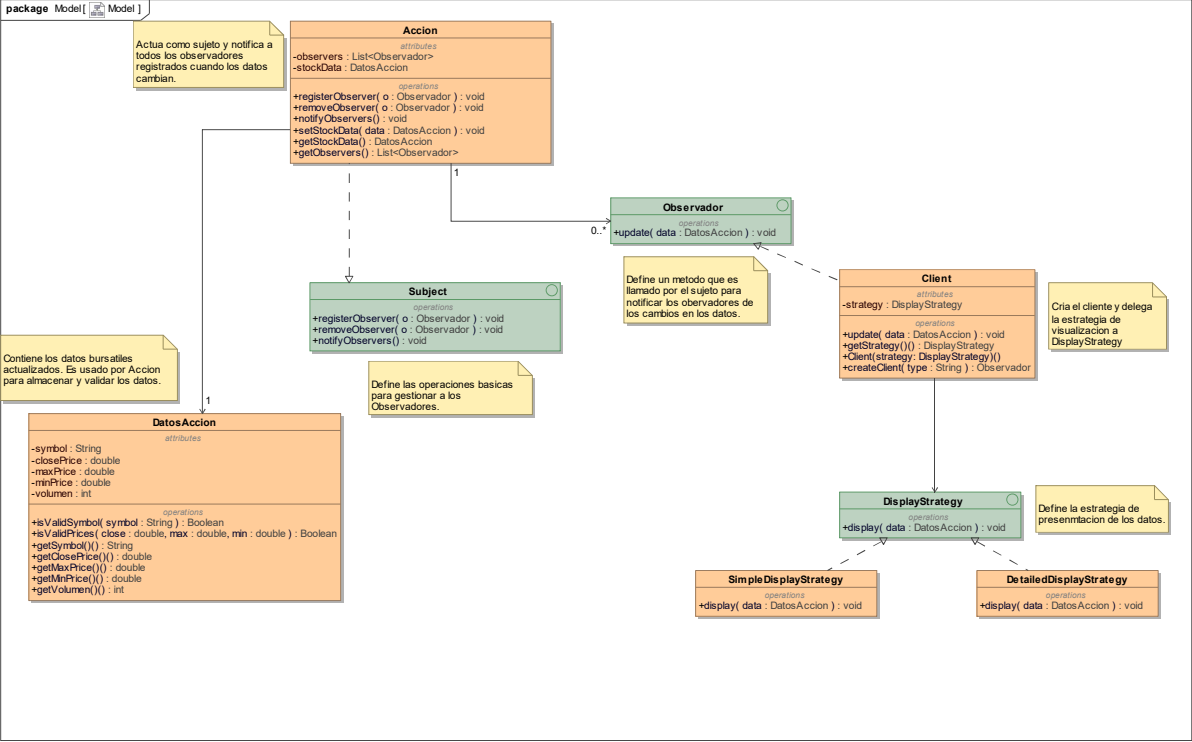 package Model [ Model ]
Actua como sujeto y notifica a
todos los observadores
registrados cuando los datos
cambian.
Accion
attributes
-observers : List<Observador>
-stockData : DatosAccion
operations
+registerObserver( o : Observador ) : void
+removeObserver( o : Observador ) : void
+notifyObservers() : void
+setStockData( data : DatosAccion ) : void
+getStockData() : DatosAccion
+getObservers() : List<Observador>
1
0..*
Observador
operations
+update( data : DatosAccion ) : void
Define un metodo que es
llamado por el sujeto para
notificar los obervadores de
los cambios en los datos.
Client
attributes
-strategy : DisplayStrategy
operations
+update( data : DatosAccion ) : void
+getStrategy()() : DisplayStrategy
+Client(strategy: DisplayStrategy)()
+createClient( type : String ) : Observador
Cria el cliente y delega
la estrategia de
visualizacion a
DisplayStrategy
Subject
operations
+registerObserver( o : Observador ) : void
+removeObserver( o : Observador ) : void
+notifyObservers() : void
Define las operaciones basicas
para gestionar a los
Observadores.
Contiene los datos bursatiles
actualizados. Es usado por Accion
para almacenar y validar los datos.
1
DatosAccion
attributes
-symbol : String
-closePrice : double
-maxPrice : double
-minPrice : double
-volumen : int
operations
+isValidSymbol( symbol : String ) : Boolean
+isValidPrices( close : double, max : double, min : double ) : Boolean
+getSymbol()() : String
+getClosePrice()() : double
+getMaxPrice()() : double
+getMinPrice()() : double
+getVolumen()() : int
DisplayStrategy
operations
+display( data : DatosAccion ) : void
Define la estrategia de
presenmtacion de los datos.
SimpleDisplayStrategy
operations
+display( data : DatosAccion ) : void
DetailedDisplayStrategy
operations
+display( data : DatosAccion ) : void